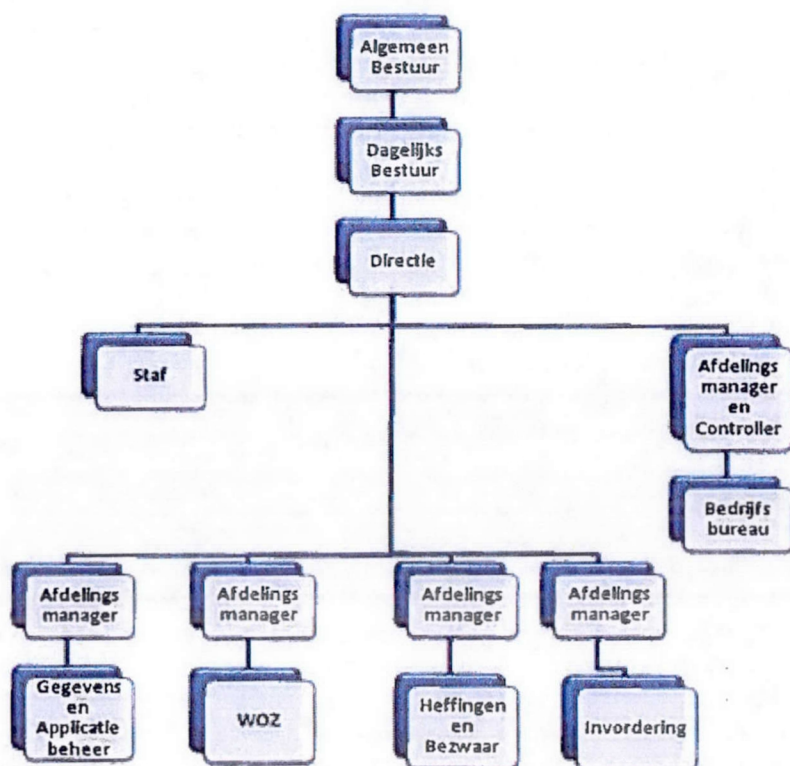 Algemeen
Bestuur
Dagelijks
Bestuur
Directie
Staf
Afdelings
manager
en
Controller
Bedrijfs
bureau
Afdelings
manager
Afdelings
manager
Afdelings
manager
Afdelings
manager
Gegevens
en
Applicatie
beheer
WOZ
Heffingen
en
Bezwaar
Invordering